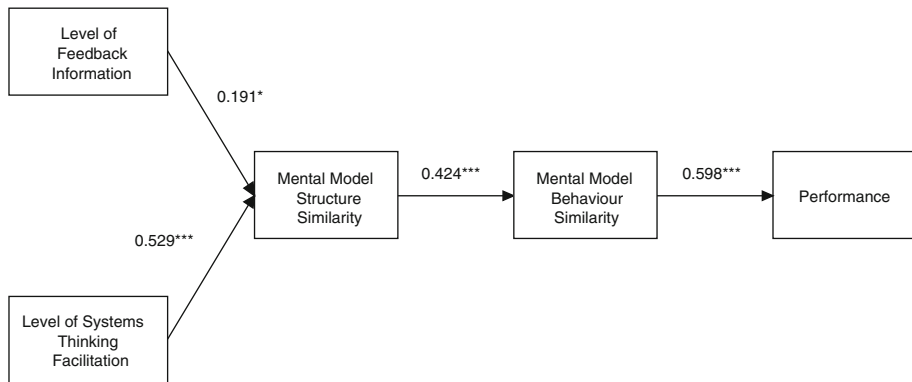 Level of
Feedback
Information
0.191*
Mental Model
Structure
Similarity
0.424***
Mental Model
Behaviour
Similarity
0.598***
Performance
0.529***
Level of Systems
Thinking
Facilitation